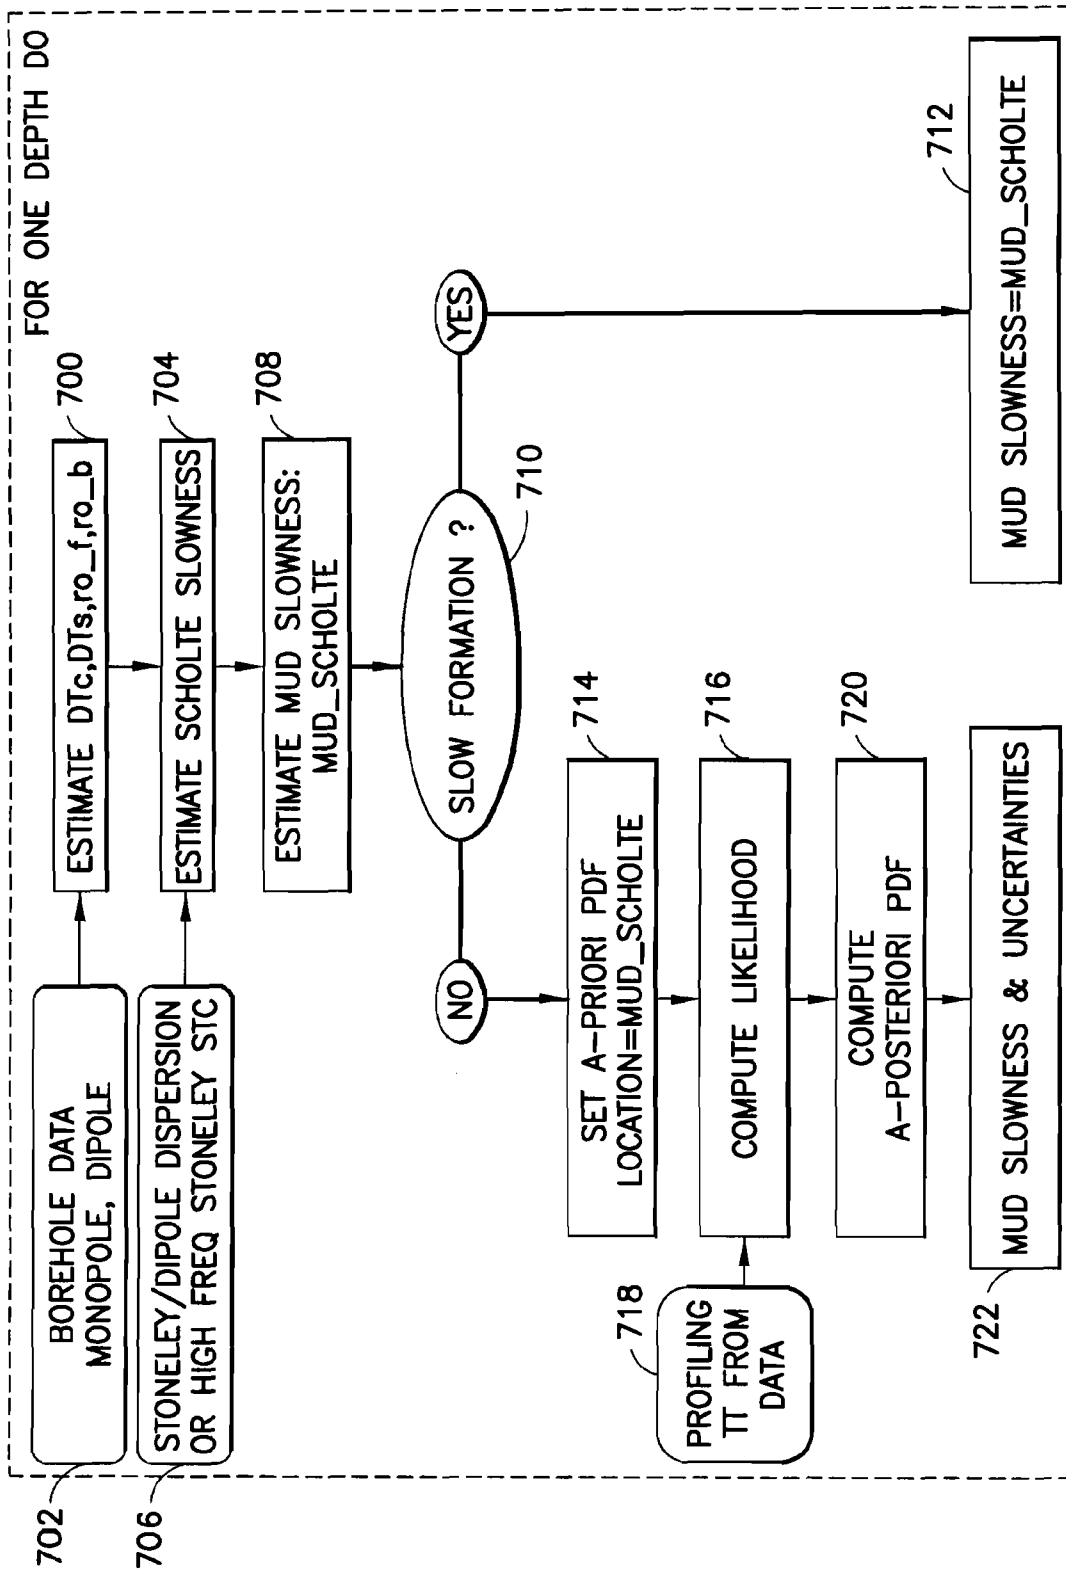 FOR ONE DEPTH DO
702
BOREHOLE DATA
MONOPOLE, DIPOLE
700
ESTIMATE DTc,DTs,ro_f,ro_b
706
STONELEY/DIPOLE DISPERSION
OR HIGH FREQ STONELEY STC
704
ESTIMATE SCHOLTE SLOWNESS
708
ESTIMATE MUD SLOWNESS:
MUD_SCHOLTE
SLOW FORMATION ?
710
NO
YES
714
SET A-PRIORI PDF
LOCATION=MUD_SCHOLTE
718
PROFILING
TT FROM
DATA
716
COMPUTE LIKELIHOOD
720
COMPUTE
A-POSTERIORI PDF
722
MUD SLOWNESS & UNCERTAINTIES
712
MUD SLOWNESS=MUD_SCHOLTE